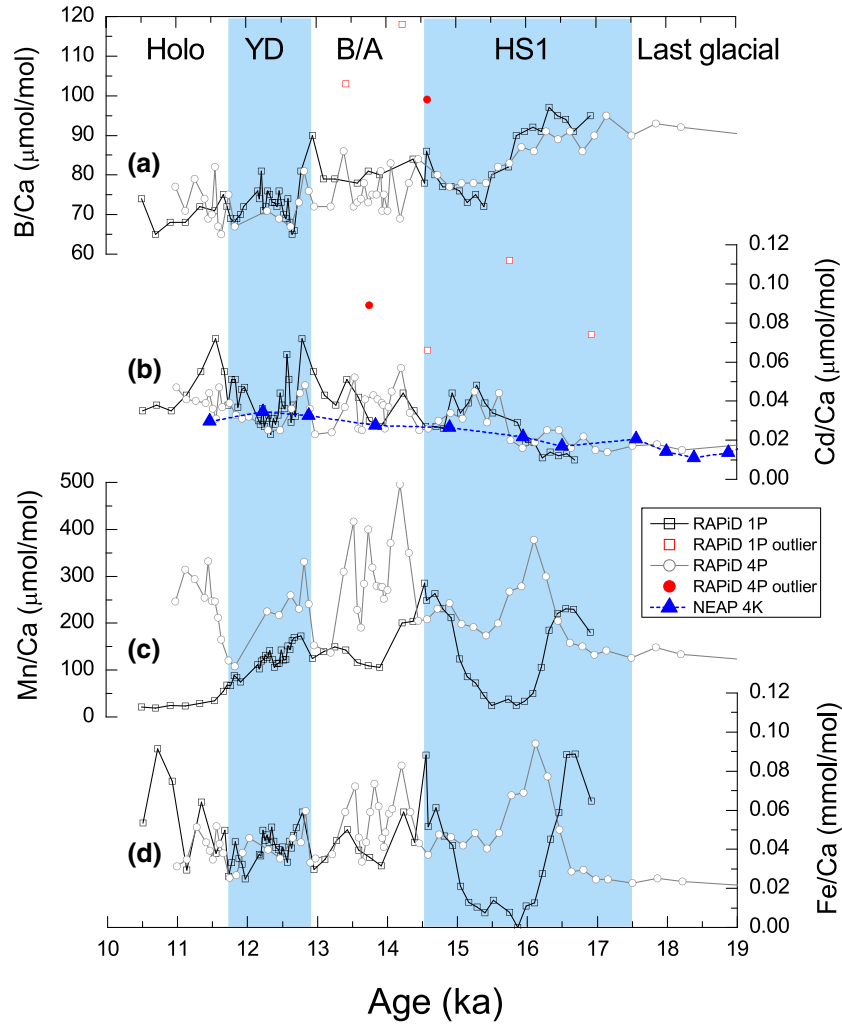 Holo YD B/A HS1 Last glacial
120
110
100
90
80
70
60
B/Ca (μmol/mol)
(a)
0.12
0.10
0.08
0.06
0.04
0.02
0.00
Cd/Ca (μmol/mol)
(b)
500
400
300
200
100
0
Mn/Ca (μmol/mol)
(c)
RAPiD 1P
RAPiD 1P outlier
RAPiD 4P
RAPiD 4P outlier
NEAP 4K
0.12
0.10
0.08
0.06
0.04
0.02
0.00
Fe/Ca (mmol/mol)
(d)
10 11 12 13 14 15 16 17 18 19
Age (ka)